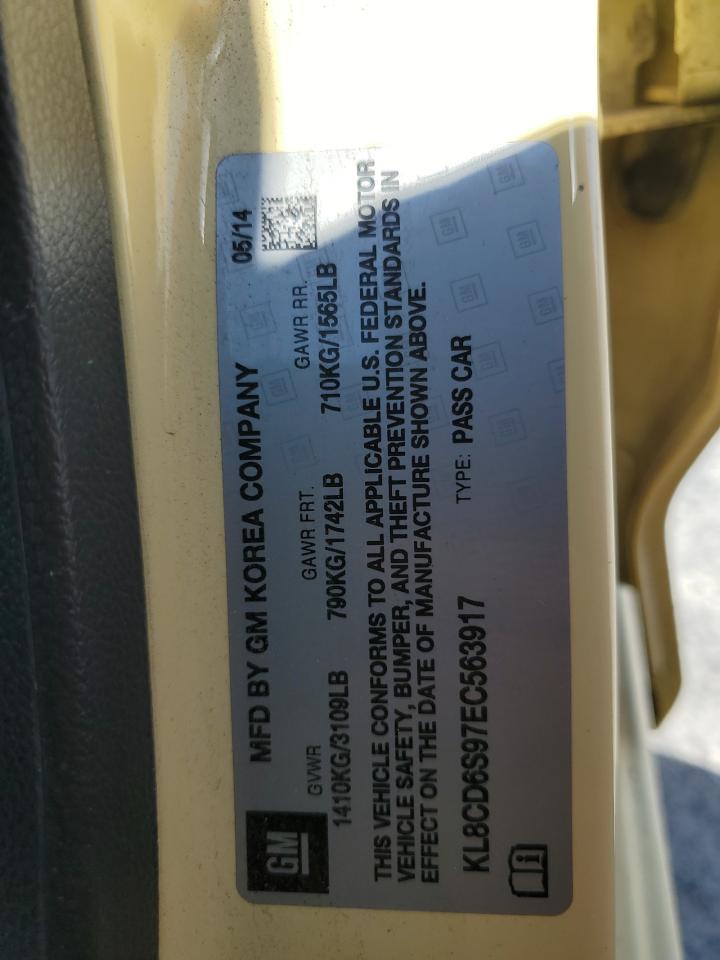 GM
MFD BY GM KOREA COMPANY 05/14
GVWR GAWR FRT. GAWR RR.
1410KG/3109LB 790KG/1742LB 710KG/1565LB
THIS VEHICLE CONFORMS TO ALL APPLICABLE U.S. FEDERAL MOTOR
VEHICLE SAFETY, BUMPER, AND THEFT PREVENTION STANDARDS IN
EFFECT ON THE DATE OF MANUFACTURE SHOWN ABOVE.
KL8CD6S97EC563917 TYPE: PASS CAR